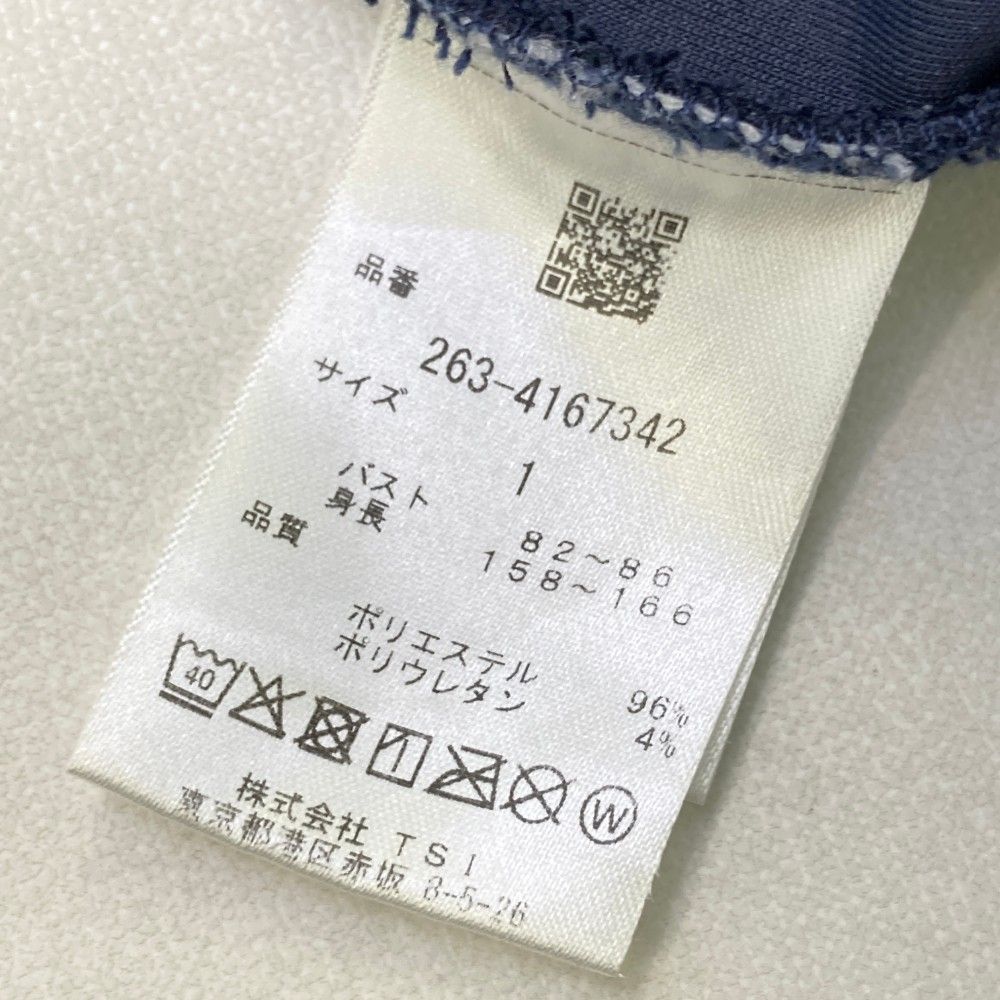 品番
263-4167342
サイズ
1
バスト 82～86
身長 158～166
品質
ポリエステル 96%
ポリウレタン 4%
40
W
株式会社 TSI
東京都港区赤坂 8-5-26